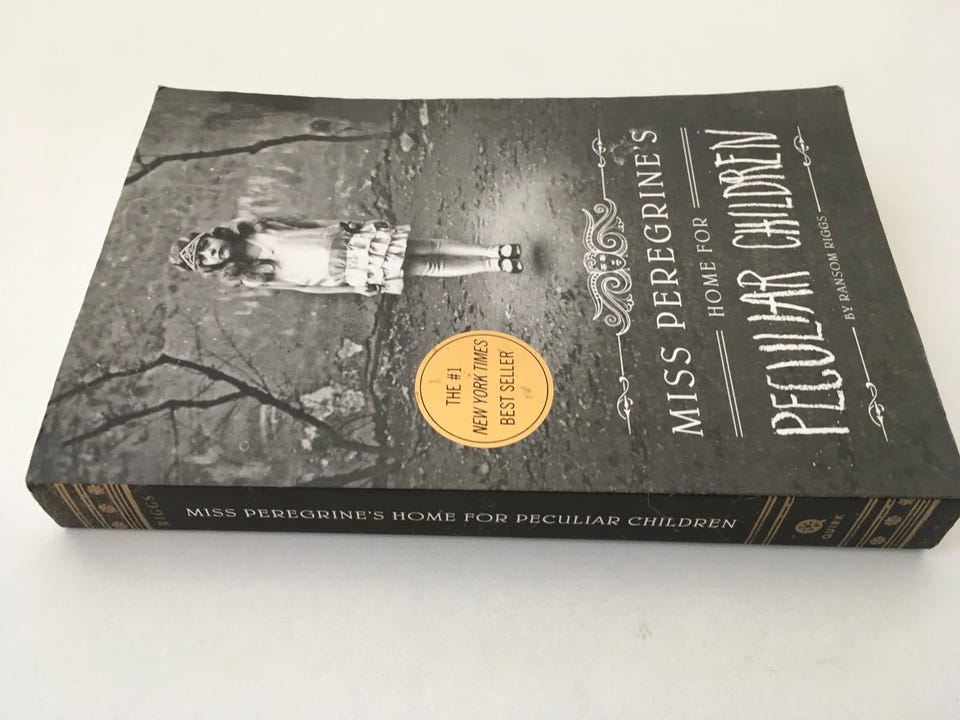 MISS PEREGRINE'S
HOME FOR
PECULIAR CHILDREN
BY RANSOM RIGGS
THE #1
NEW YORK TIMES
BEST SELLER
RIGGS
MISS PEREGRINE'S HOME FOR PECULIAR CHILDREN
QUIRK